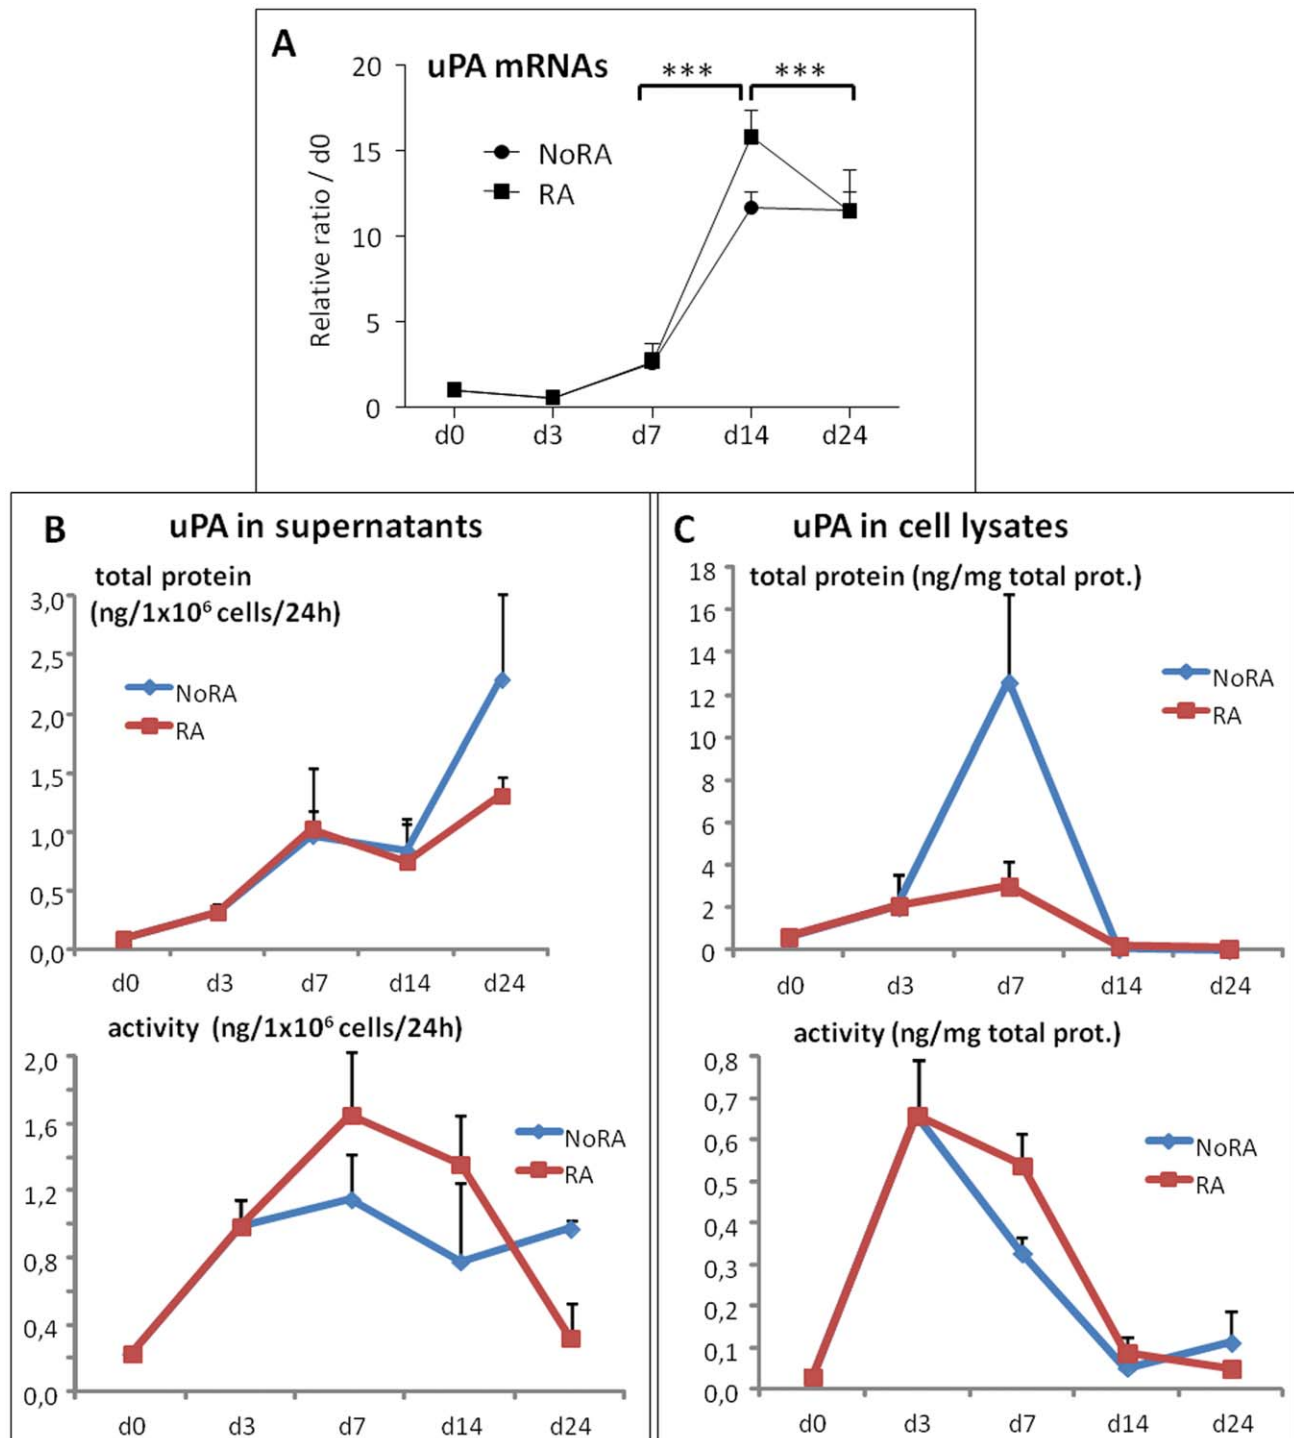 A
uPA mRNAs
*** ***
20
15
10
5
0
Relative ratio / d0
NoRA
RA
d0 d3 d7 d14 d24
B
uPA in supernatants
total protein
(ng/1x10⁶ cells/24h)
3,0
2,5
2,0
1,5
1,0
0,5
0,0
NoRA
RA
d0 d3 d7 d14 d24
activity (ng/1x10⁶ cells/24h)
2,0
1,6
1,2
0,8
0,4
0,0
NoRA
RA
d0 d3 d7 d14 d24
C
uPA in cell lysates
total protein (ng/mg total prot.)
18
16
14
12
10
8
6
4
2
0
NoRA
RA
d0 d3 d7 d14 d24
activity (ng/mg total prot.)
0,8
0,7
0,6
0,5
0,4
0,3
0,2
0,1
0,0
NoRA
RA
d0 d3 d7 d14 d24